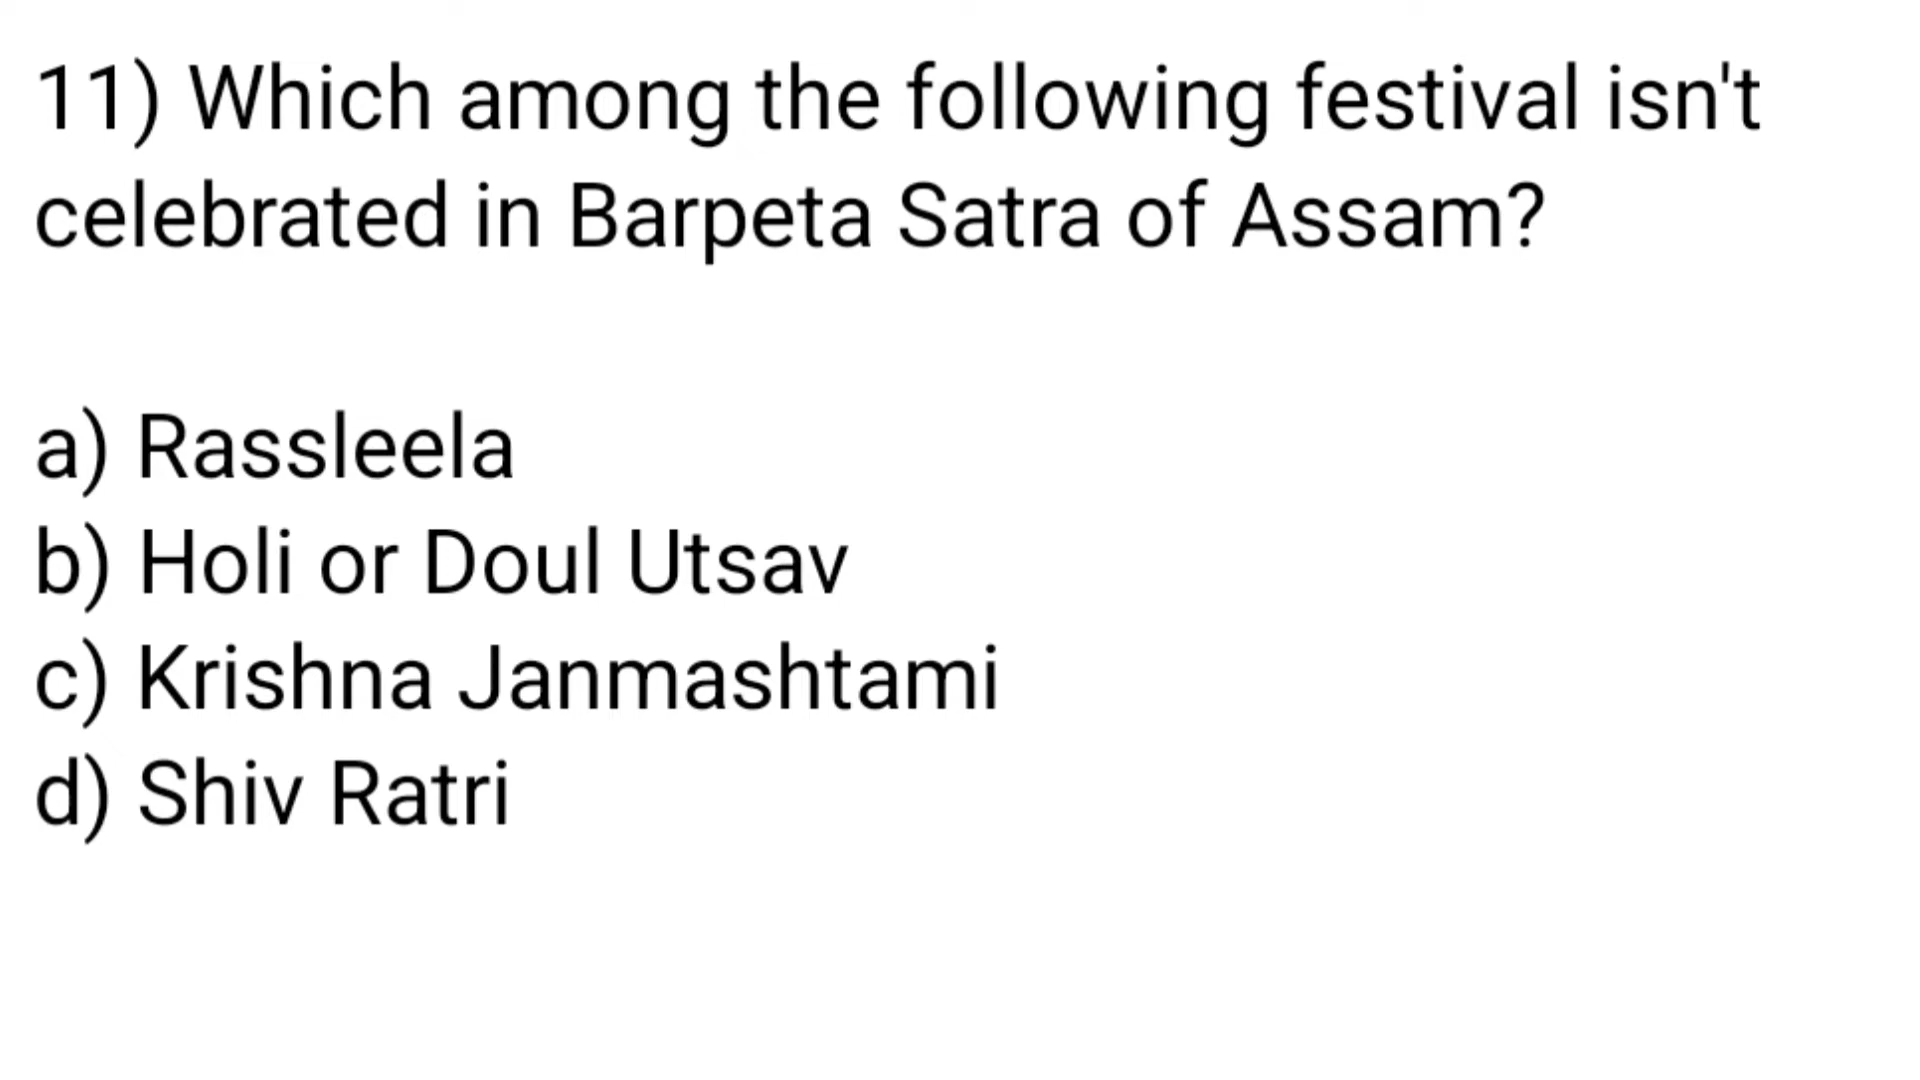 11) Which among the following festival isn't
celebrated in Barpeta Satra of Assam?
a) Rassleela
b) Holi or Doul Utsav
c) Krishna Janmashtami
d) Shiv Ratri